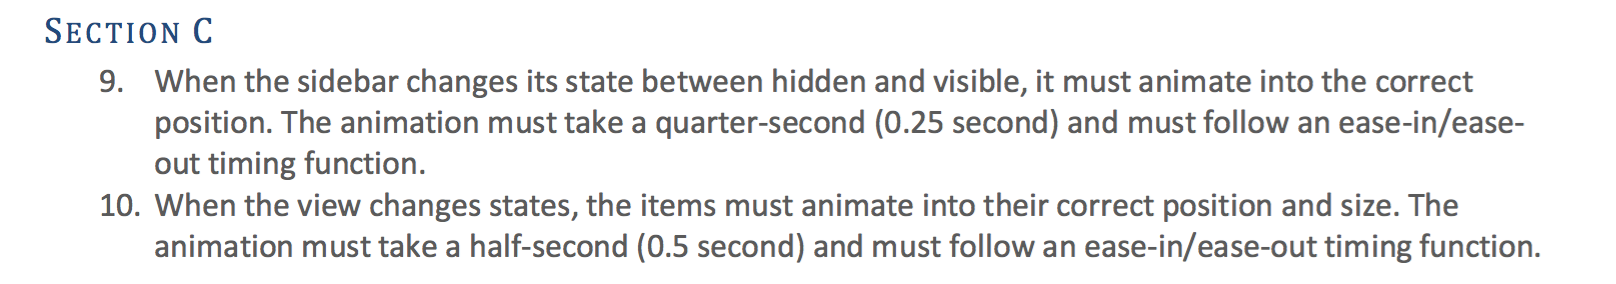 SECTION C
9. When the sidebar changes its state between hidden and visible, it must animate into the correct
position. The animation must take a quarter-second (0.25 second) and must follow an ease-in/ease-
out timing function.
10. When the view changes states, the items must animate into their correct position and size. The
animation must take a half-second (0.5 second) and must follow an ease-in/ease-out timing function.